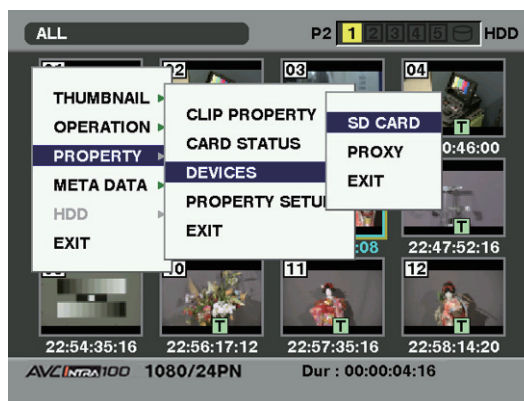 ALL
P2 1 2 3 4 5 HDD
02
03
04
THUMBNAIL
OPERATION
PROPERTY
META DATA
HDD
EXIT
CLIP PROPERTY
CARD STATUS
DEVICES
PROPERTY SETU
EXIT
SD CARD
PROXY
EXIT
T
0:46:00
T
:08
22:47:52:16
10
11
12
T
T
T
22:54:35:16
22:56:17:12
22:57:35:16
22:58:14:20
AVC INTRA 100 1080/24PN Dur : 00:00:04:16